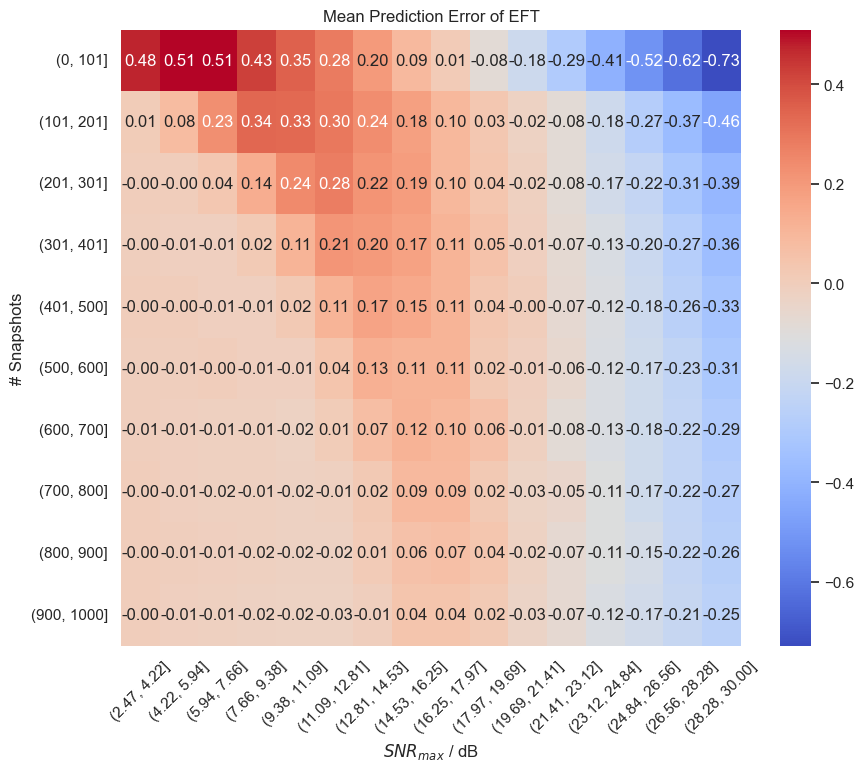 Mean Prediction Error of EFT
(0, 101] 0.48 0.51 0.51 0.43 0.35 0.28 0.20 0.09 0.01 -0.08 -0.18 -0.29 -0.41 -0.52 -0.62 -0.73
(101, 201] 0.01 0.08 0.23 0.34 0.33 0.30 0.24 0.18 0.10 0.03 -0.02 -0.08 -0.18 -0.27 -0.37 -0.46
(201, 301] -0.00 -0.00 0.04 0.14 0.24 0.28 0.22 0.19 0.10 0.04 -0.02 -0.08 -0.17 -0.22 -0.31 -0.39
(301, 401] -0.00 -0.01 -0.01 0.02 0.11 0.21 0.20 0.17 0.11 0.05 -0.01 -0.07 -0.13 -0.20 -0.27 -0.36
(401, 500] -0.00 -0.00 -0.01 -0.01 0.02 0.11 0.17 0.15 0.11 0.04 -0.00 -0.07 -0.12 -0.18 -0.26 -0.33
(500, 600] -0.00 -0.01 -0.00 -0.01 -0.01 0.04 0.13 0.11 0.11 0.02 -0.01 -0.06 -0.12 -0.17 -0.23 -0.31
(600, 700] -0.01 -0.01 -0.01 -0.01 -0.02 0.01 0.07 0.12 0.10 0.06 -0.01 -0.08 -0.13 -0.18 -0.22 -0.29
(700, 800] -0.00 -0.01 -0.02 -0.01 -0.02 -0.01 0.02 0.09 0.09 0.02 -0.03 -0.05 -0.11 -0.17 -0.22 -0.27
(800, 900] -0.00 -0.01 -0.01 -0.02 -0.02 -0.02 0.01 0.06 0.07 0.04 -0.02 -0.07 -0.11 -0.15 -0.22 -0.26
(900, 1000] -0.00 -0.01 -0.01 -0.02 -0.02 -0.03 -0.01 0.04 0.04 0.02 -0.03 -0.07 -0.12 -0.17 -0.21 -0.25
# Snapshots
(2.47, 4.22]
(4.22, 5.94]
(5.94, 7.66]
(7.66, 9.38]
(9.38, 11.09]
(11.09, 12.81]
(12.81, 14.53]
(14.53, 16.25]
(16.25, 17.97]
(17.97, 19.69]
(19.69, 21.41]
(21.41, 23.12]
(23.12, 24.84]
(24.84, 26.56]
(26.56, 28.28]
(28.28, 30.00]
SNR_max / dB
0.4
0.2
0.0
−0.2
−0.4
−0.6